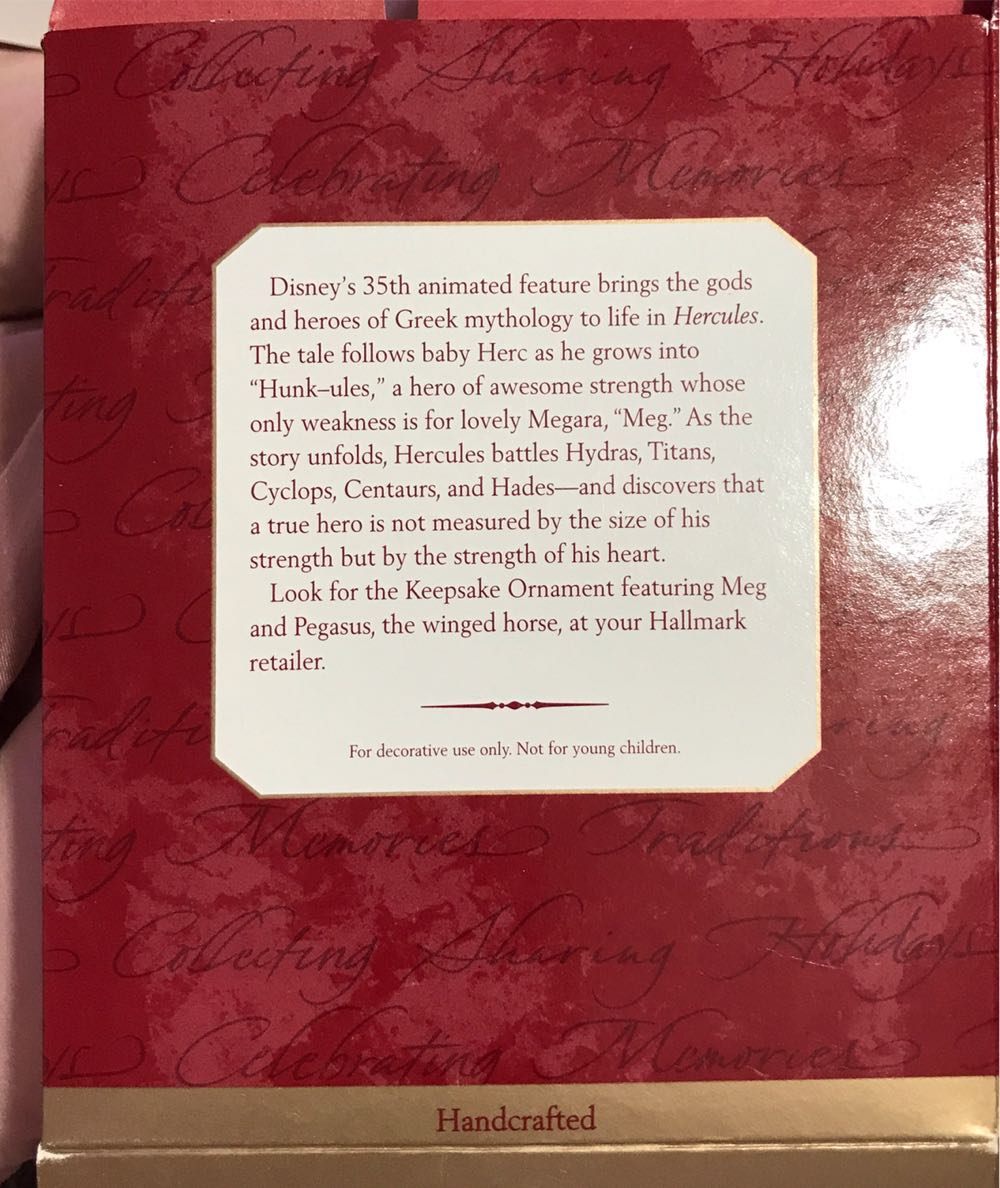 Collecting Sharing Holidays
Celebrating Memories
Disney's 35th animated feature brings the gods
and heroes of Greek mythology to life in Hercules.
The tale follows baby Herc as he grows into
“Hunk–ules,” a hero of awesome strength whose
only weakness is for lovely Megara, “Meg.” As the
story unfolds, Hercules battles Hydras, Titans,
Cyclops, Centaurs, and Hades—and discovers that
a true hero is not measured by the size of his
strength but by the strength of his heart.
Look for the Keepsake Ornament featuring Meg
and Pegasus, the winged horse, at your Hallmark
retailer.
For decorative use only. Not for young children.
Memories Traditions
Collecting Sharing Holidays
Celebrating Memories
Handcrafted